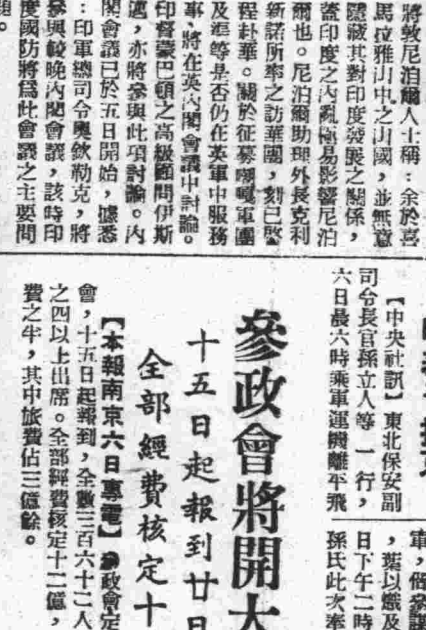 將敦尼泊爾人士稱：余於喜
馬拉雅山中之山國，並無意
隱藏其對印度發展之關係，
蓋印度之內亂極易影響尼泊
爾也。尼泊爾助理外長克利
新諾所率之訪華團，刻已啓
程赴華。關於征募嘓嘓軍團
及准等是否仍在英軍中服務
事，將在英內閣會議中討論。
印督蒙巴頓之高級顧問伊斯
邁，亦將參與此項討論。內
閣會議已於五日開始，據悉
：印軍總司令奧欽勒克，將
參與較晚內閣會議，該時印
度國防將爲此會議之主要問
題。
【中央社訊】東北保安副
司令長官孫立人等一行，
六日晨六時乘軍運機離平飛
軍，偕參謀
，葉以熾及
日下午二時
孫氏此次奉
參政會將開大
十五日起報到廿日
全部經費核定十
【本報南京六日專電】參政會定
會，十五日起報到，全數三百六十二人
之四以上出席。全部經費核定十二億，
費之半，其中旅費佔三億餘。